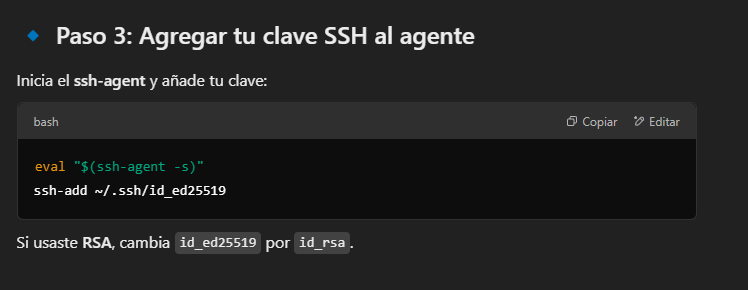 Paso 3: Agregar tu clave SSH al agente
Inicia el ssh-agent y añade tu clave:
bash Copiar Editar
eval "$(ssh-agent -s)"
ssh-add ~/.ssh/id_ed25519
Si usaste RSA, cambia id_ed25519 por id_rsa.